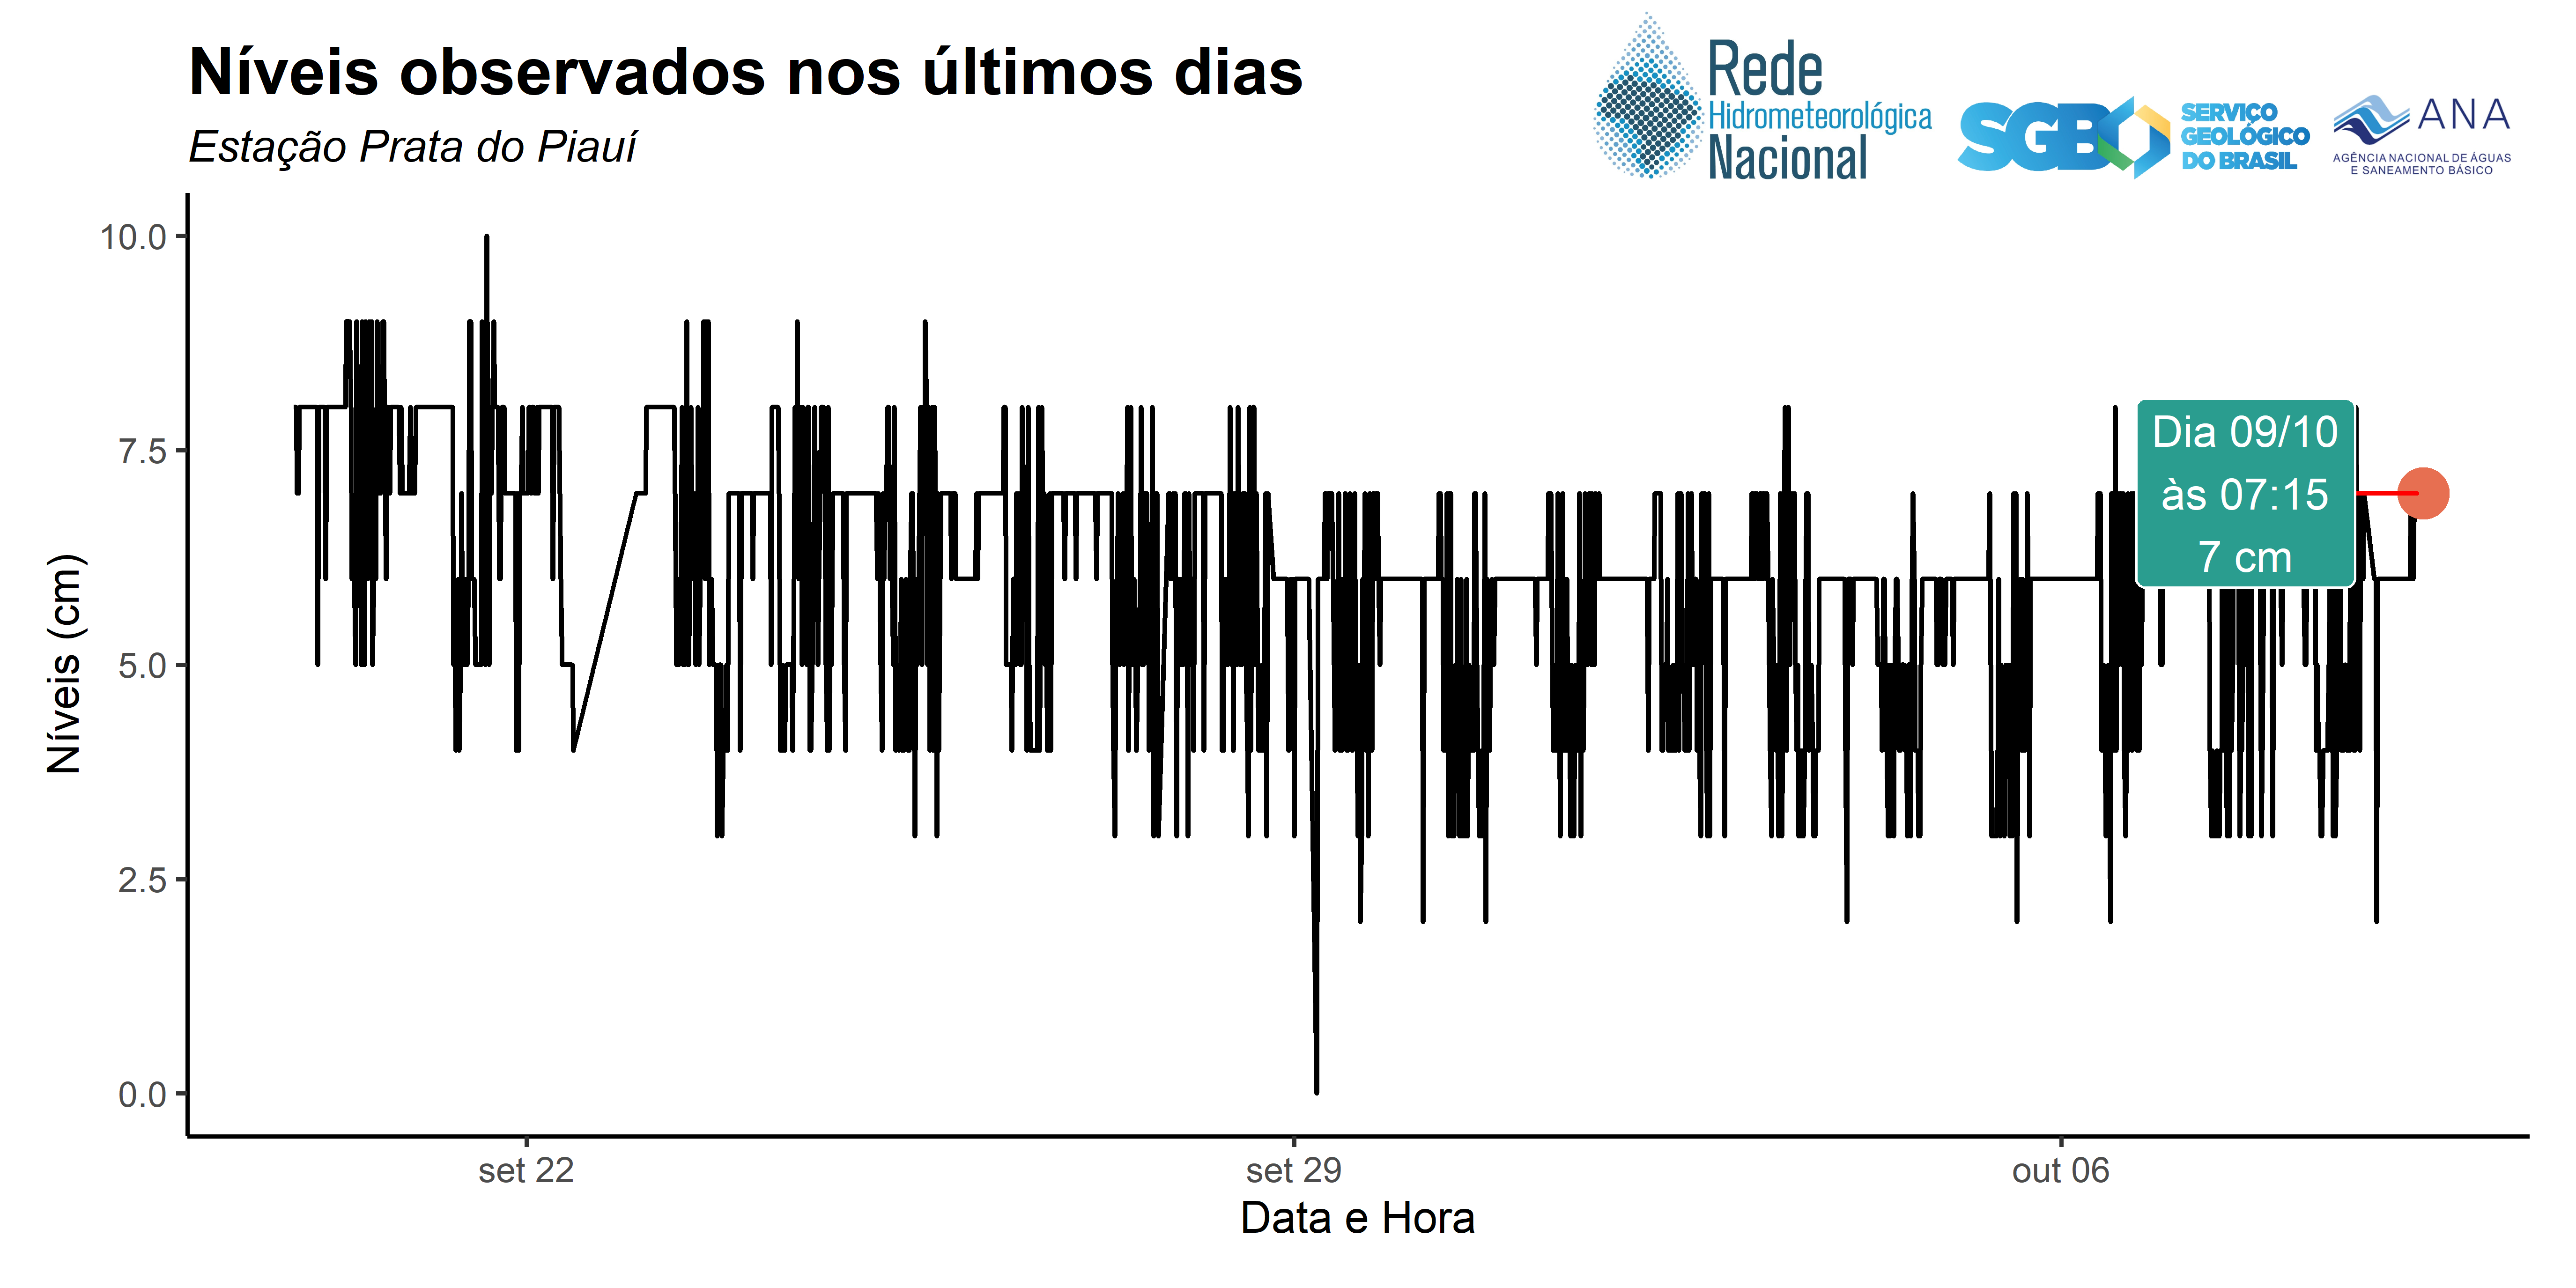 Níveis observados nos últimos dias
Estação Prata do Piauí
Rede
Hidrometeorológica
Nacional
SGB
SERVIÇO
GEOLÓGICO
DO BRASIL
ANA
AGÊNCIA NACIONAL DE ÁGUAS
E SANEAMENTO BÁSICO
Níveis (cm)
10.0
7.5
5.0
2.5
0.0
Dia 09/10
às 07:15
7 cm
set 22
set 29
out 06
Data e Hora